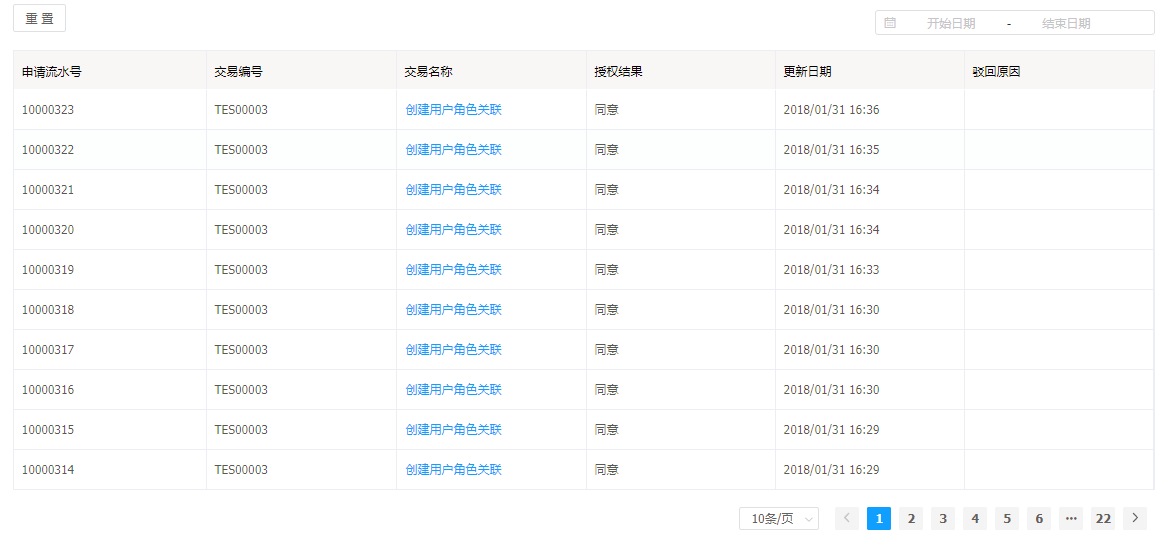 重 置
开始日期 - 结束日期
申请流水号 交易编号 交易名称 授权结果 更新日期 驳回原因
10000323 TES00003 创建用户角色关联 同意 2018/01/31 16:36
10000322 TES00003 创建用户角色关联 同意 2018/01/31 16:35
10000321 TES00003 创建用户角色关联 同意 2018/01/31 16:34
10000320 TES00003 创建用户角色关联 同意 2018/01/31 16:34
10000319 TES00003 创建用户角色关联 同意 2018/01/31 16:33
10000318 TES00003 创建用户角色关联 同意 2018/01/31 16:30
10000317 TES00003 创建用户角色关联 同意 2018/01/31 16:30
10000316 TES00003 创建用户角色关联 同意 2018/01/31 16:30
10000315 TES00003 创建用户角色关联 同意 2018/01/31 16:29
10000314 TES00003 创建用户角色关联 同意 2018/01/31 16:29
10条/页 1 2 3 4 5 6 ··· 22